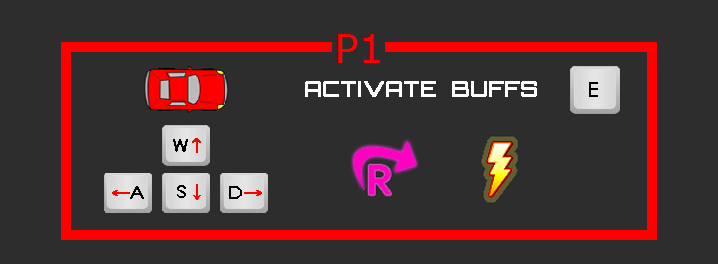 P1
ACTIVATE BUFFS E
W↑
←A S↓ D→
R